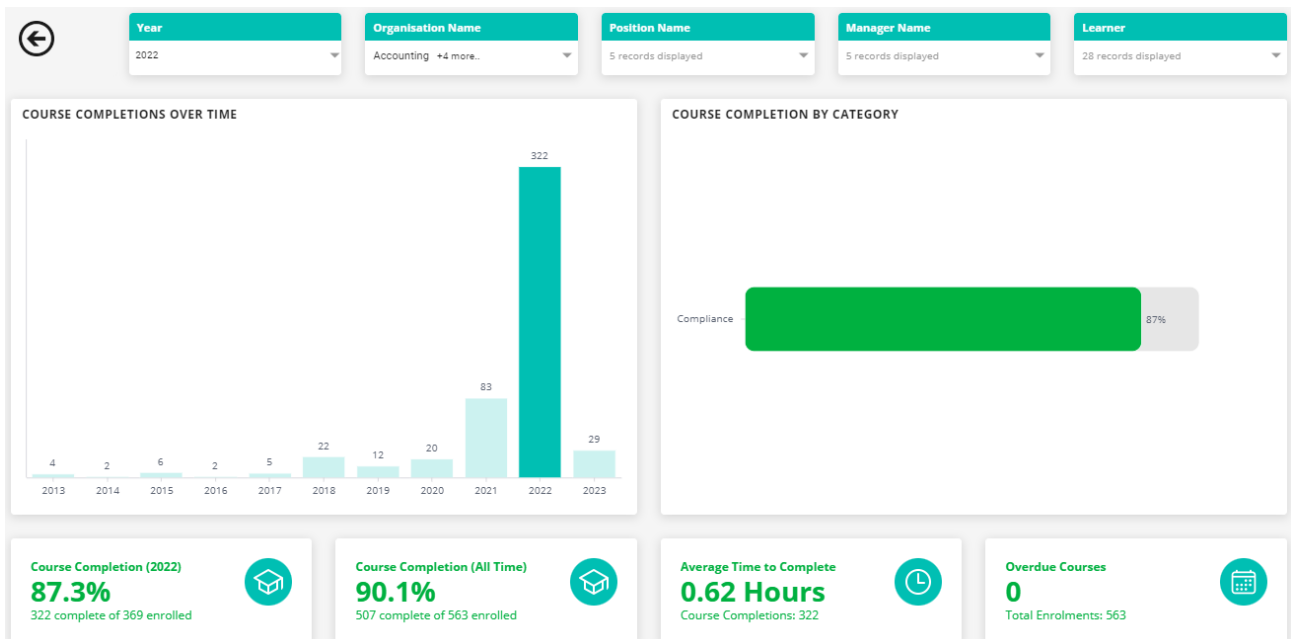 Year
2022
Organisation Name
Accounting +4 more..
Position Name
5 records displayed
Manager Name
5 records displayed
Learner
28 records displayed
COURSE COMPLETIONS OVER TIME
322
83
29
22
20
12
4
2
6
2
5
2013 2014 2015 2016 2017 2018 2019 2020 2021 2022 2023
COURSE COMPLETION BY CATEGORY
Compliance
87%
Course Completion (2022)
87.3%
322 complete of 369 enrolled
Course Completion (All Time)
90.1%
507 complete of 563 enrolled
Average Time to Complete
0.62 Hours
Course Completions: 322
Overdue Courses
0
Total Enrolments: 563